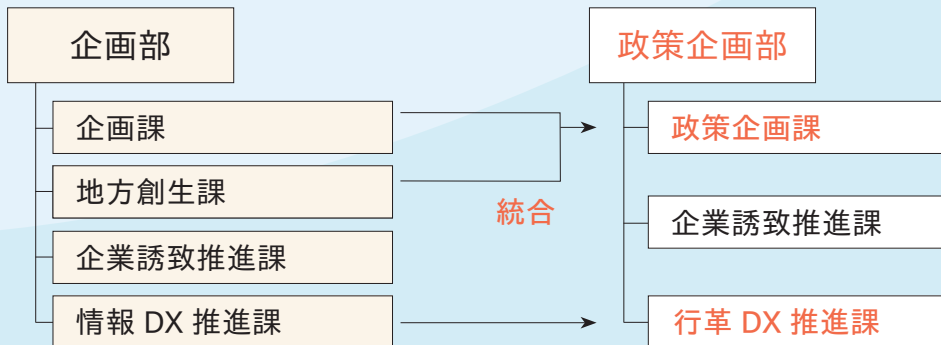 企画部
企画課
地方創生課
企業誘致推進課
情報 DX 推進課
統合
政策企画部
政策企画課
企業誘致推進課
行革 DX 推進課